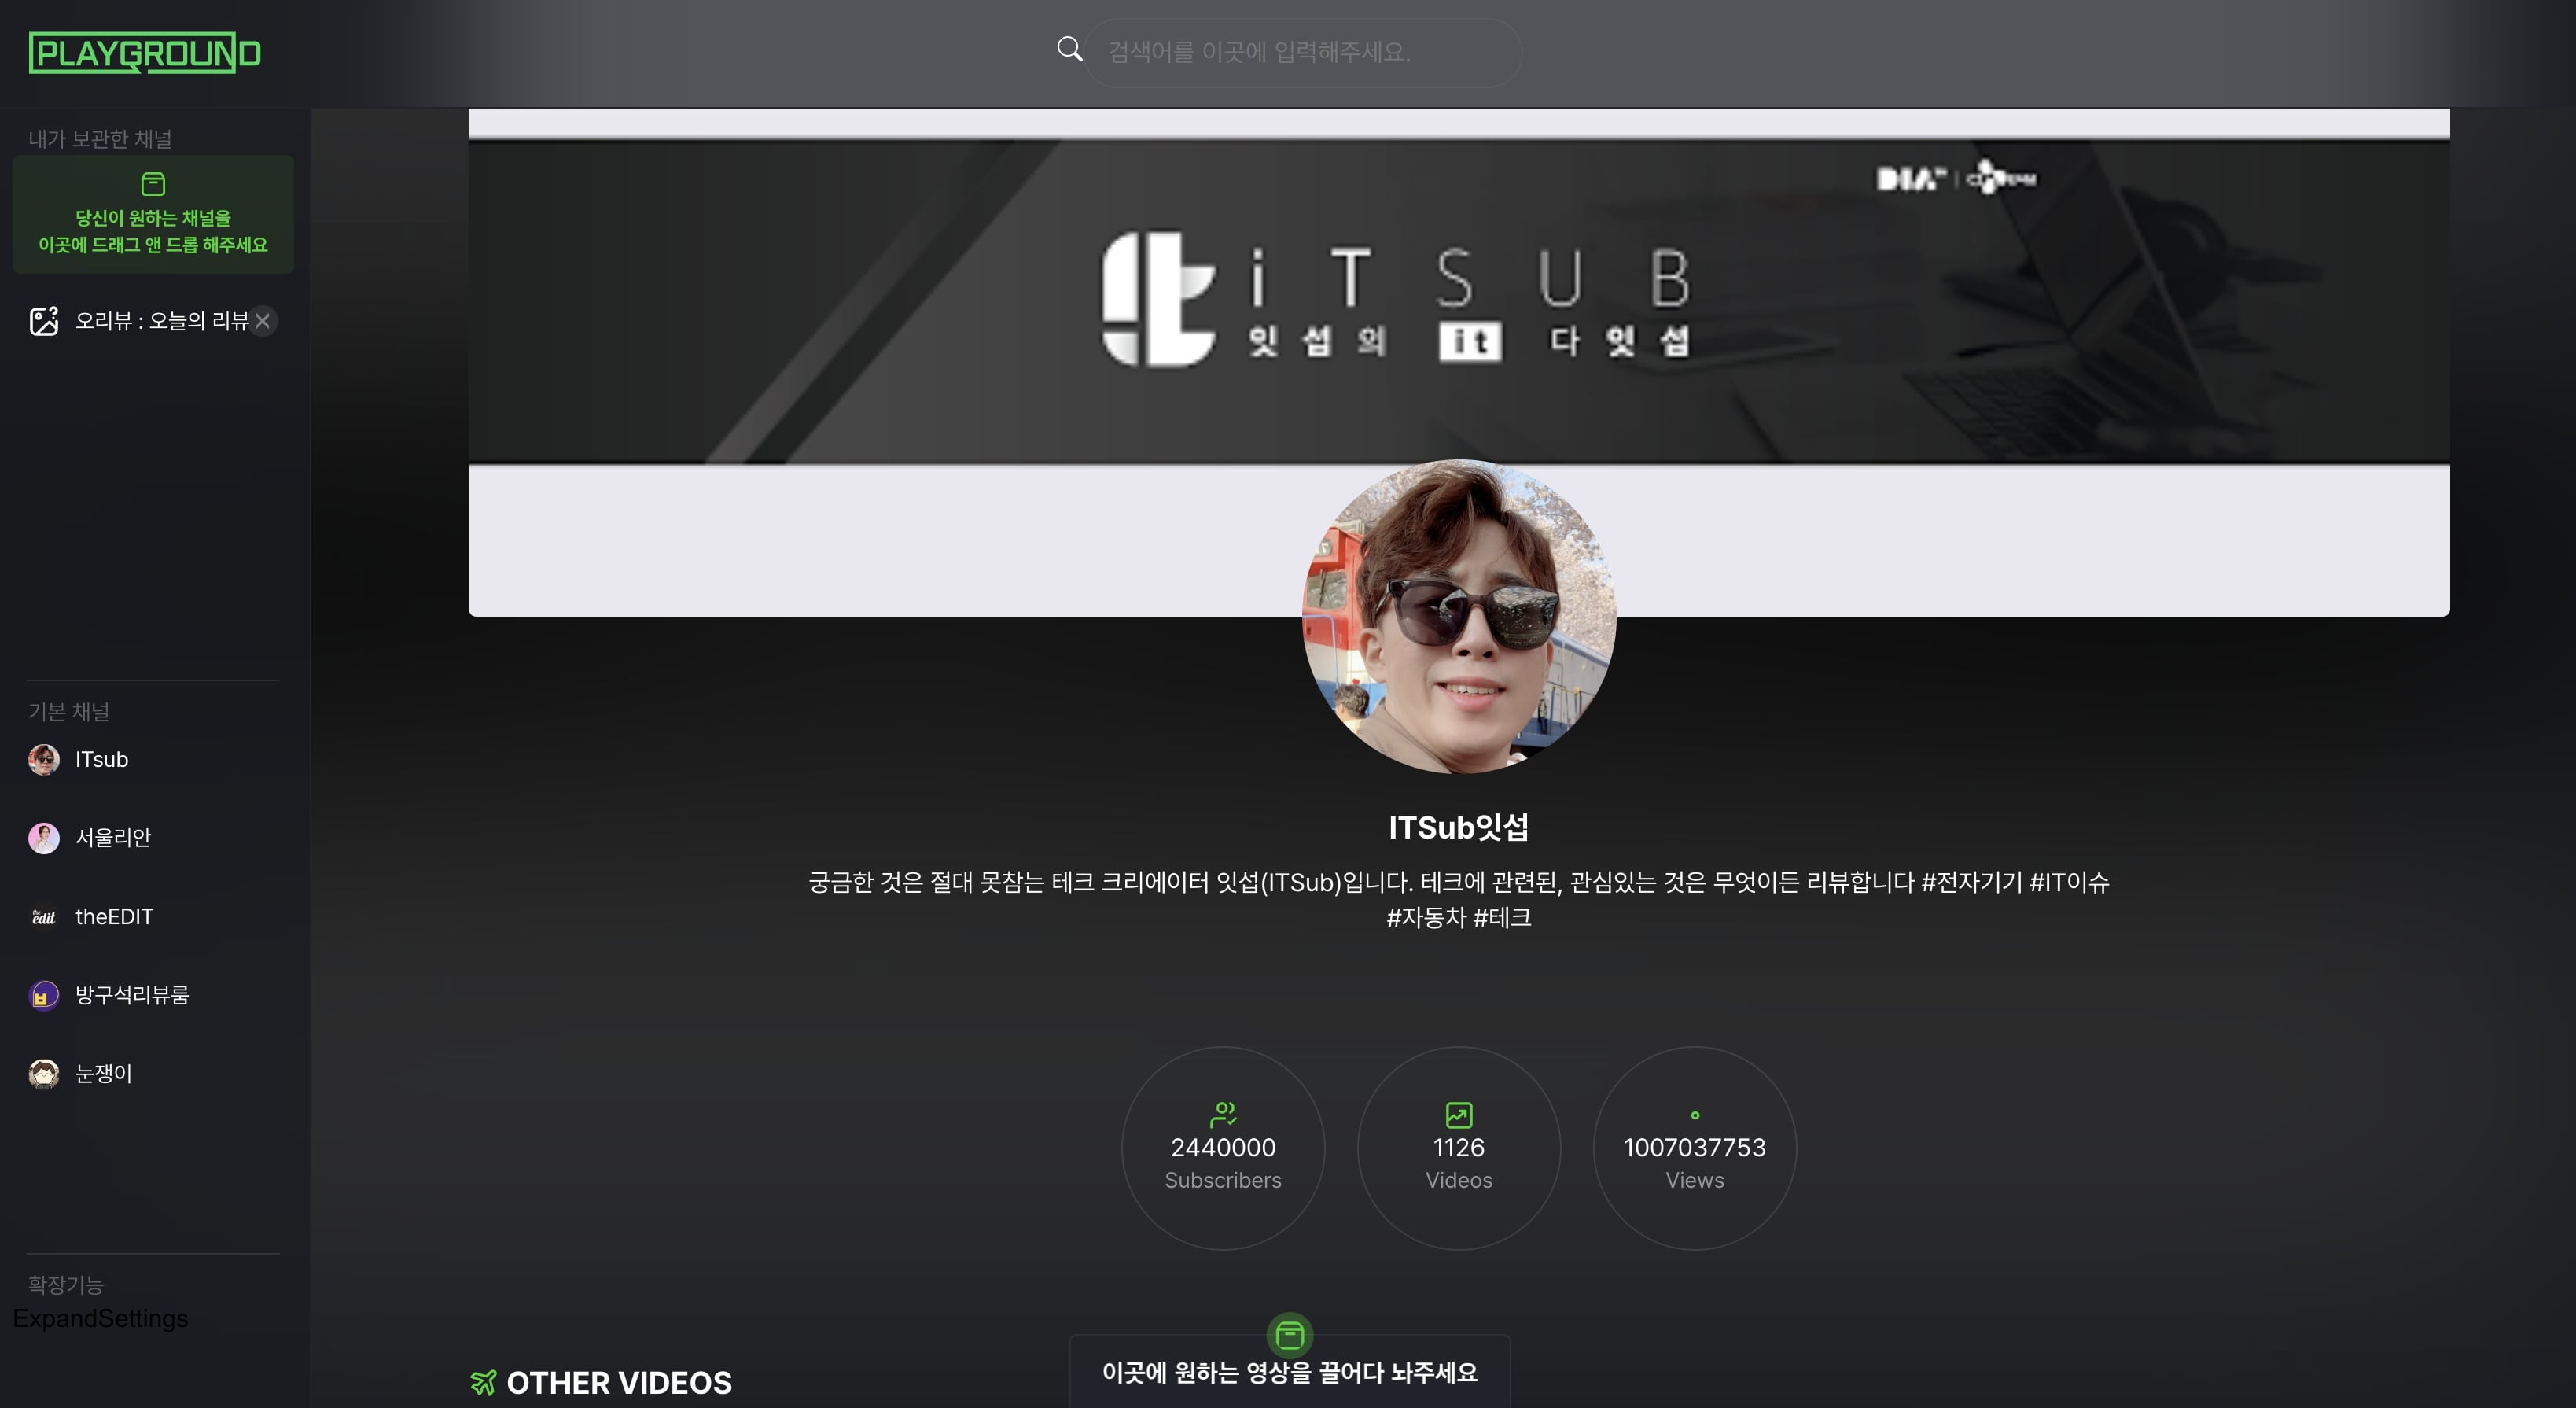 PLAYGROUND
검색어를 이곳에 입력해주세요.
내가 보관한 채널
당신이 원하는 채널을
이곳에 드래그 앤 드롭 해주세요
오리뷰 : 오늘의 리뷰
기본 채널
ITsub
서울리안
the edit
theEDIT
방구석리뷰룸
눈쟁이
확장기능
ExpandSettings
DIA TV
iTSUB
잇섭의 it 다잇섭
ITSub잇섭
궁금한 것은 절대 못참는 테크 크리에이터 잇섭(ITSub)입니다. 테크에 관련된, 관심있는 것은 무엇이든 리뷰합니다 #전자기기 #IT이슈
#자동차 #테크
2440000
Subscribers
1126
Videos
1007037753
Views
OTHER VIDEOS
이곳에 원하는 영상을 끌어다 놔주세요